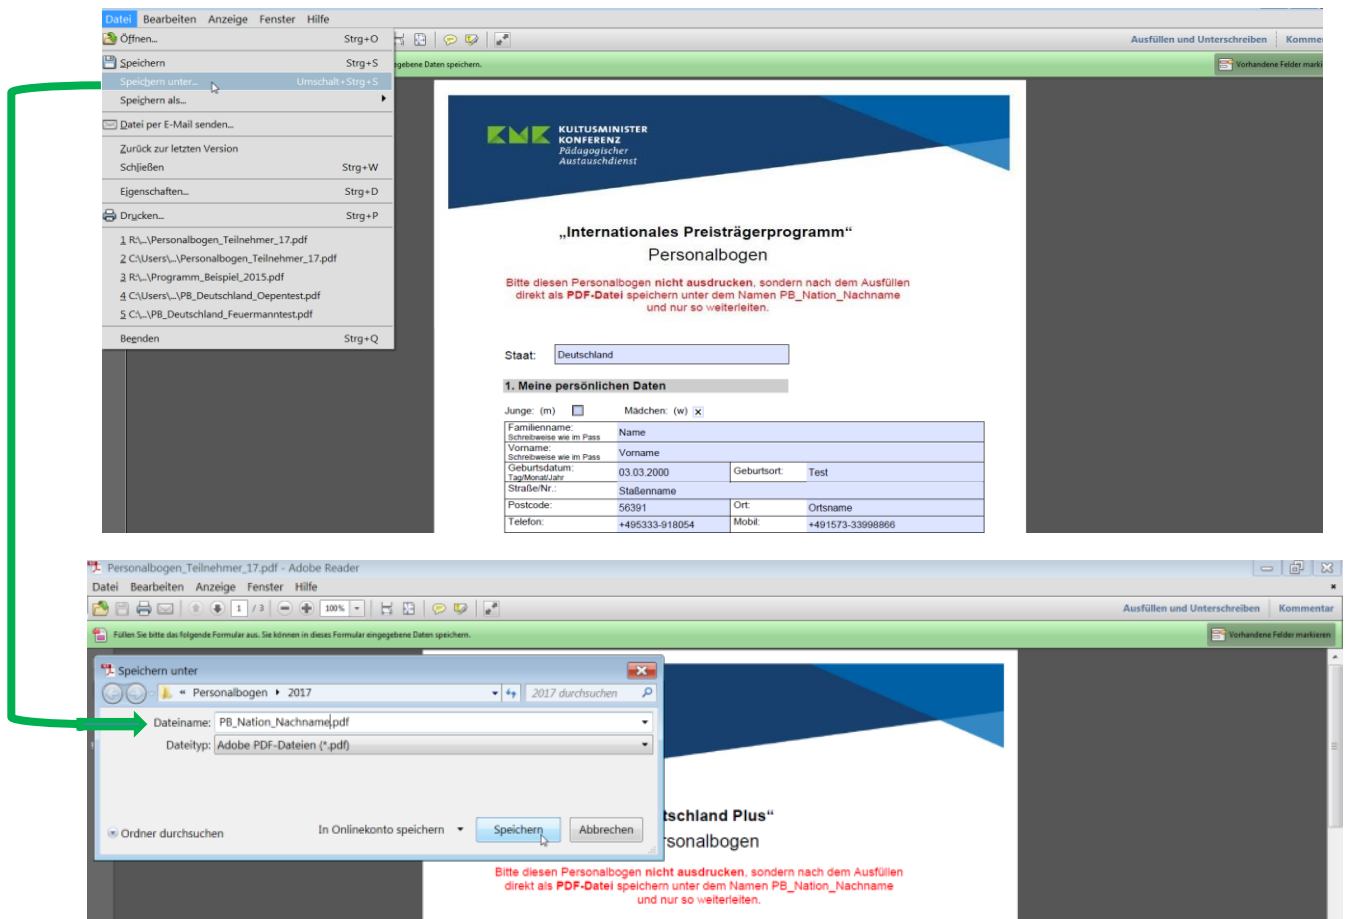 Datei Bearbeiten Anzeige Fenster Hilfe
Öffnen... Strg+O
Speichern Strg+S
Speichern unter... Umschalt+Strg+S
Speichern als...
Datei per E-Mail senden...
Zurück zur letzten Version
Schließen Strg+W
Eigenschaften... Strg+D
Drucken... Strg+P
1 R:\...\Personalbogen_Teilnehmer_17.pdf
2 C:\Users\...\Personalbogen_Teilnehmer_17.pdf
3 R:\...\Programm_Beispiel_2015.pdf
4 C:\Users\...\PB_Deutschland_Oepentest.pdf
5 C:\...\PB_Deutschland_Feuermanntest.pdf
Beenden Strg+Q
Ausfüllen und Unterschreiben Komme
gegebene Daten speichern.
Vorhandene Felder marki
KMK KULTUSMINISTER
KONFERENZ
Pädagogischer
Austauschdienst
„Internationales Preisträgerprogramm“
Personalbogen
Bitte diesen Personalbogen nicht ausdrucken, sondern nach dem Ausfüllen
direkt als PDF-Datei speichern unter dem Namen PB_Nation_Nachname
und nur so weiterleiten.
Staat: Deutschland
1. Meine persönlichen Daten
Junge: (m) Mädchen: (w) x
Familienname:
Schreibweise wie im Pass Name
Vorname:
Schreibweise wie im Pass Vorname
Geburtsdatum:
Tag/Monat/Jahr 03.03.2000 Geburtsort: Test
Straße/Nr.: Staßenname
Postcode: 56391 Ort: Ortsname
Telefon: +495333-918054 Mobil: +491573-33998866
Personalbogen_Teilnehmer_17.pdf - Adobe Reader
Datei Bearbeiten Anzeige Fenster Hilfe
1 / 3 100% Ausfüllen und Unterschreiben Kommentar
Füllen Sie bitte das folgende Formular aus. Sie können in dieses Formular eingegebene Daten speichern.
Vorhandene Felder markieren
Speichern unter
« Personalbogen 2017 2017 durchsuchen
Dateiname: PB_Nation_Nachname.pdf
Dateityp: Adobe PDF-Dateien (*.pdf)
Ordner durchsuchen In Onlinekonto speichern Speichern Abbrechen
tschland Plus“
rsonalbogen
Bitte diesen Personalbogen nicht ausdrucken, sondern nach dem Ausfüllen
direkt als PDF-Datei speichern unter dem Namen PB_Nation_Nachname
und nur so weiterleiten.